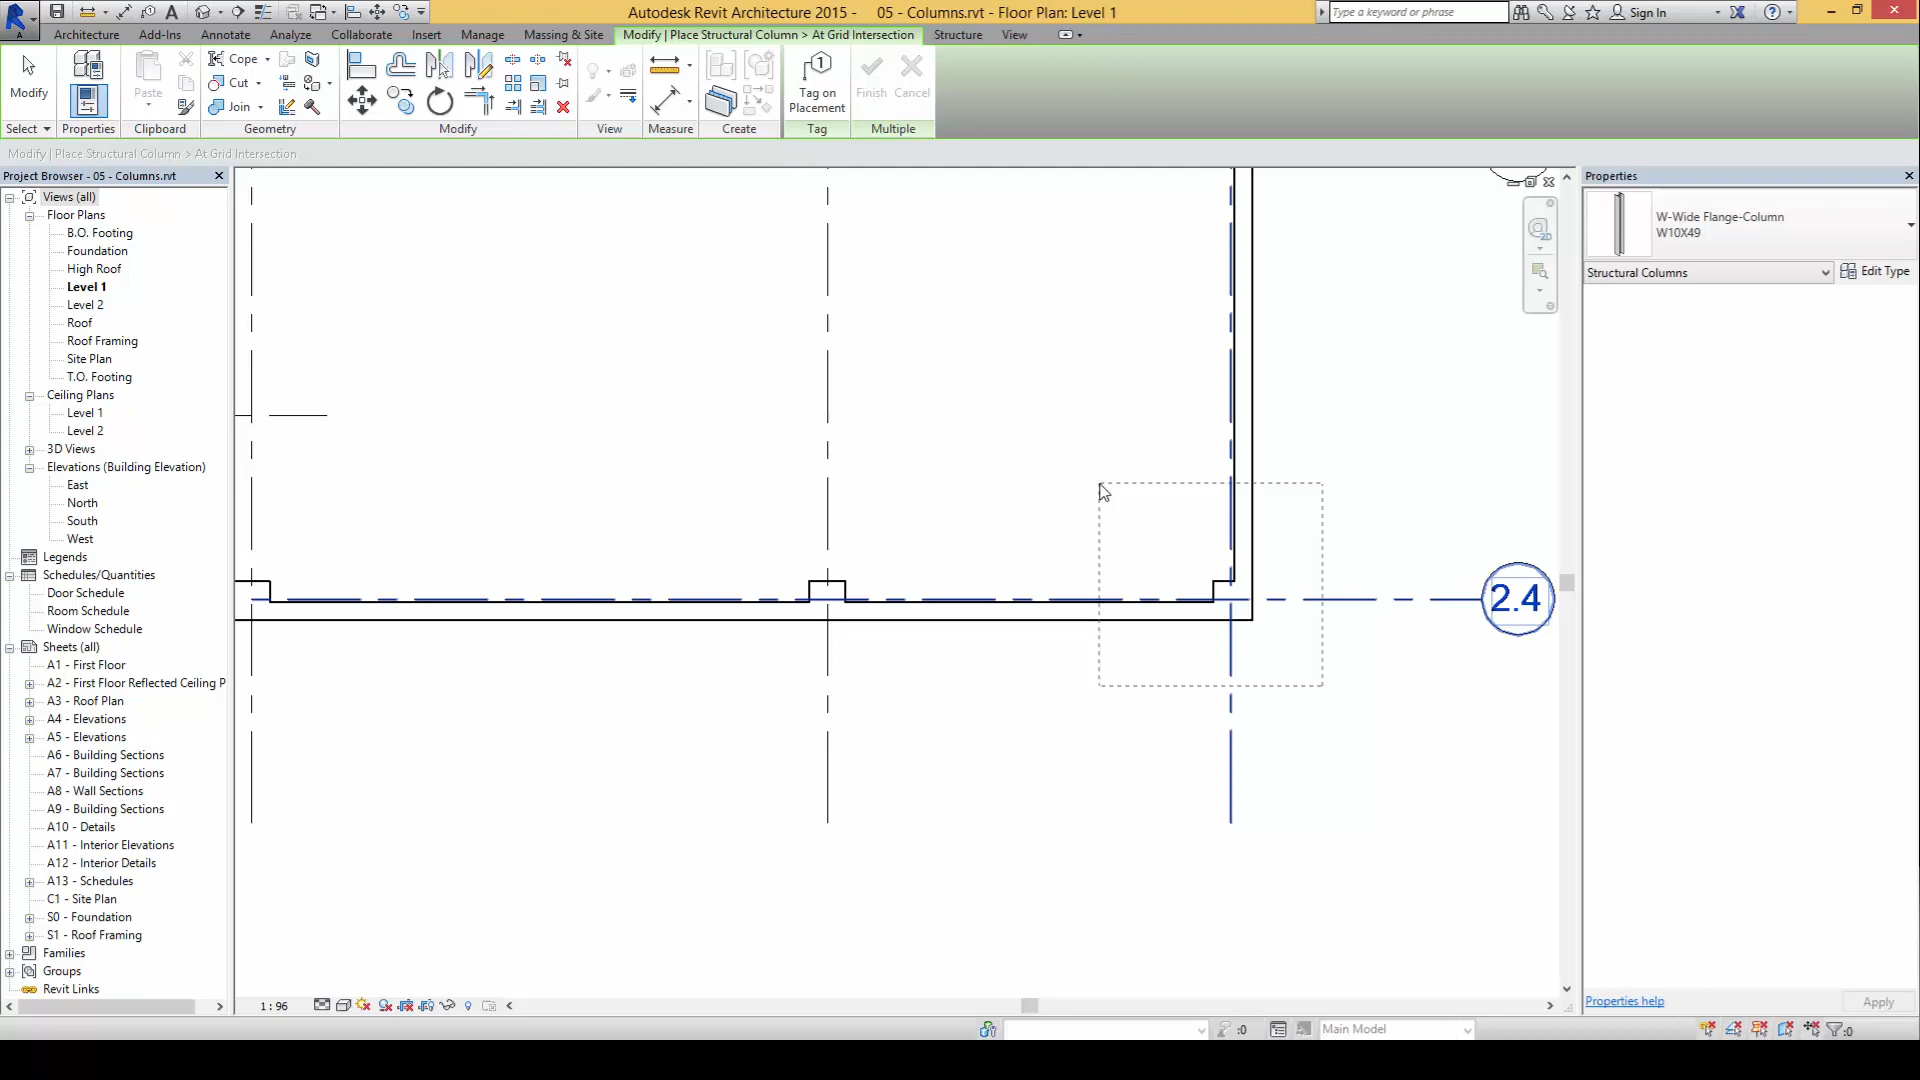 Autodesk Revit Architecture 2015 - 05 - Columns.rvt - Floor Plan: Level 1
Type a keyword or phrase
Sign In
Architecture Add-Ins Annotate Analyze Collaborate Insert Manage Massing & Site Modify | Place Structural Column > At Grid Intersection Structure View
Modify
Paste
Cope
Cut
Join
Tag on
Placement
Finish Cancel
Select Properties Clipboard Geometry Modify View Measure Create Tag Multiple
Modify | Place Structural Column > At Grid Intersection
Project Browser - 05 - Columns.rvt
Views (all)
Floor Plans
B.O. Footing
Foundation
High Roof
Level 1
Level 2
Roof
Roof Framing
Site Plan
T.O. Footing
Ceiling Plans
Level 1
Level 2
3D Views
Elevations (Building Elevation)
East
North
South
West
Legends
Schedules/Quantities
Door Schedule
Room Schedule
Window Schedule
Sheets (all)
A1 - First Floor
A2 - First Floor Reflected Ceiling P
A3 - Roof Plan
A4 - Elevations
A5 - Elevations
A6 - Building Sections
A7 - Building Sections
A8 - Wall Sections
A9 - Building Sections
A10 - Details
A11 - Interior Elevations
A12 - Interior Details
A13 - Schedules
C1 - Site Plan
S0 - Foundation
S1 - Roof Framing
Families
Groups
Revit Links
2.4
2D
Properties
W-Wide Flange-Column
W10X49
Structural Columns
Edit Type
Properties help
Apply
1 : 96
:0
Main Model
:0